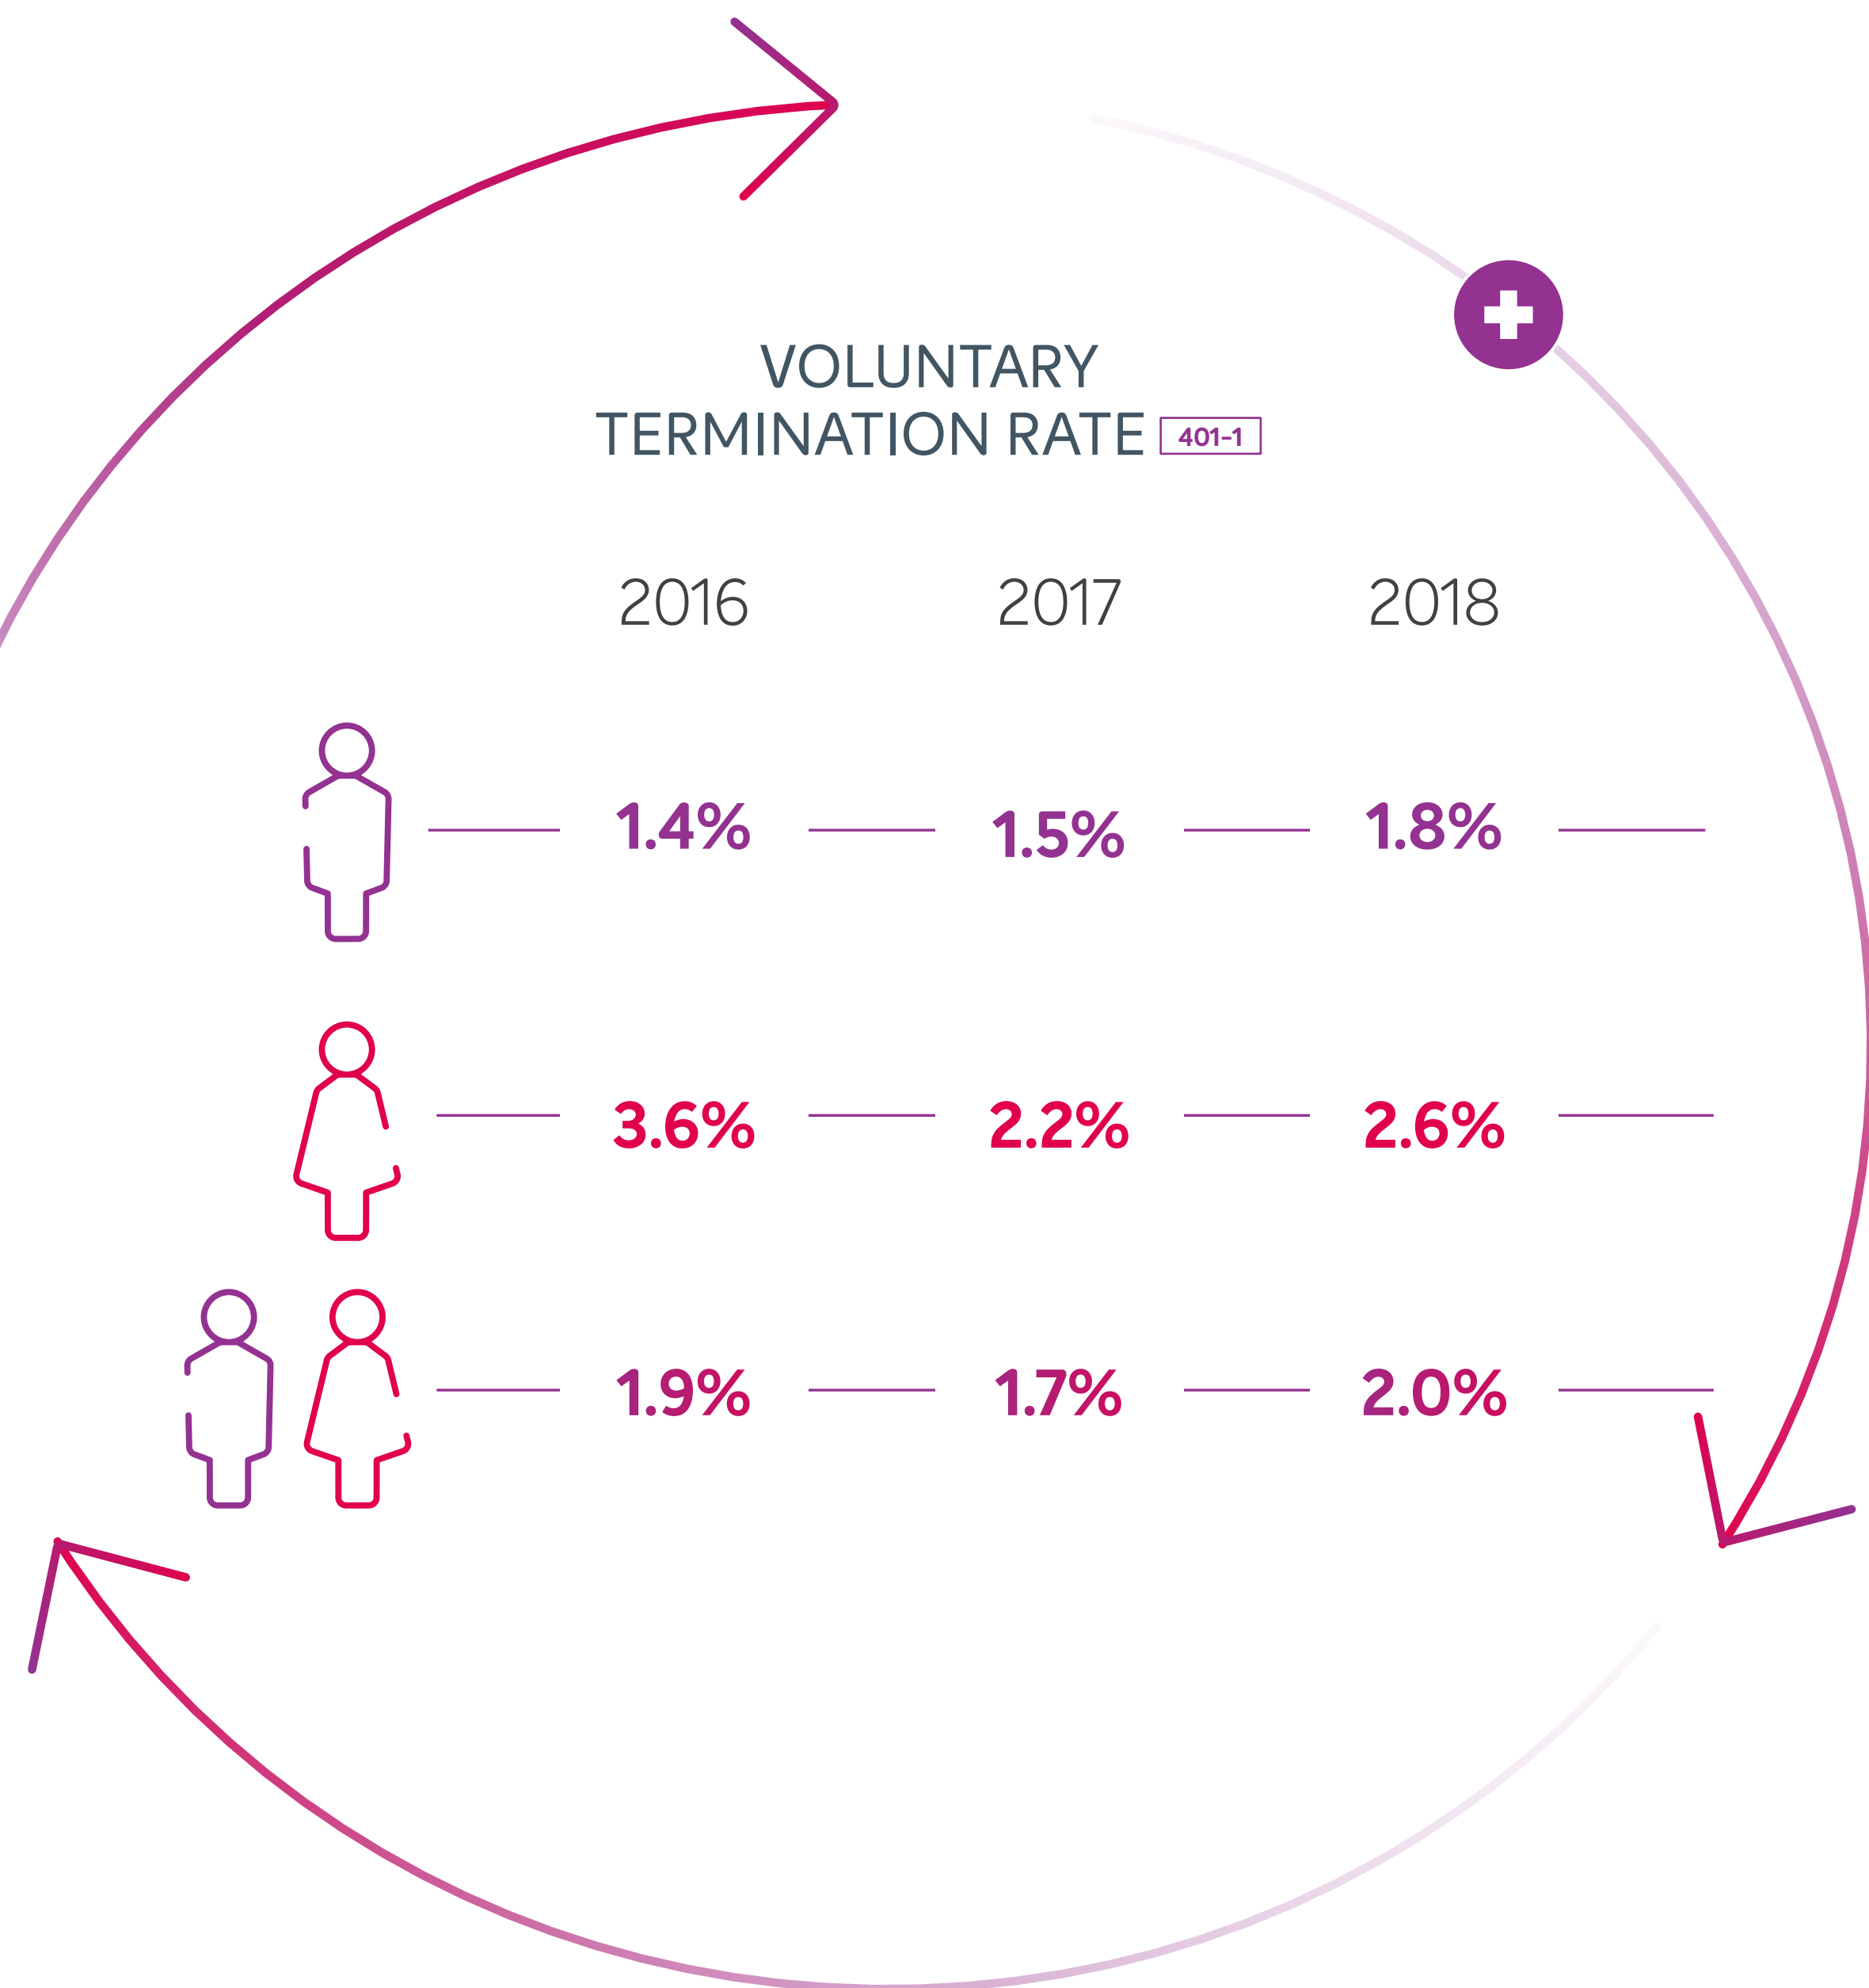 VOLUNTARY
TERMINATION RATE 401-1
2016 2017 2018
1.4% 1.5% 1.8%
3.6% 2.2% 2.6%
1.9% 1.7% 2.0%